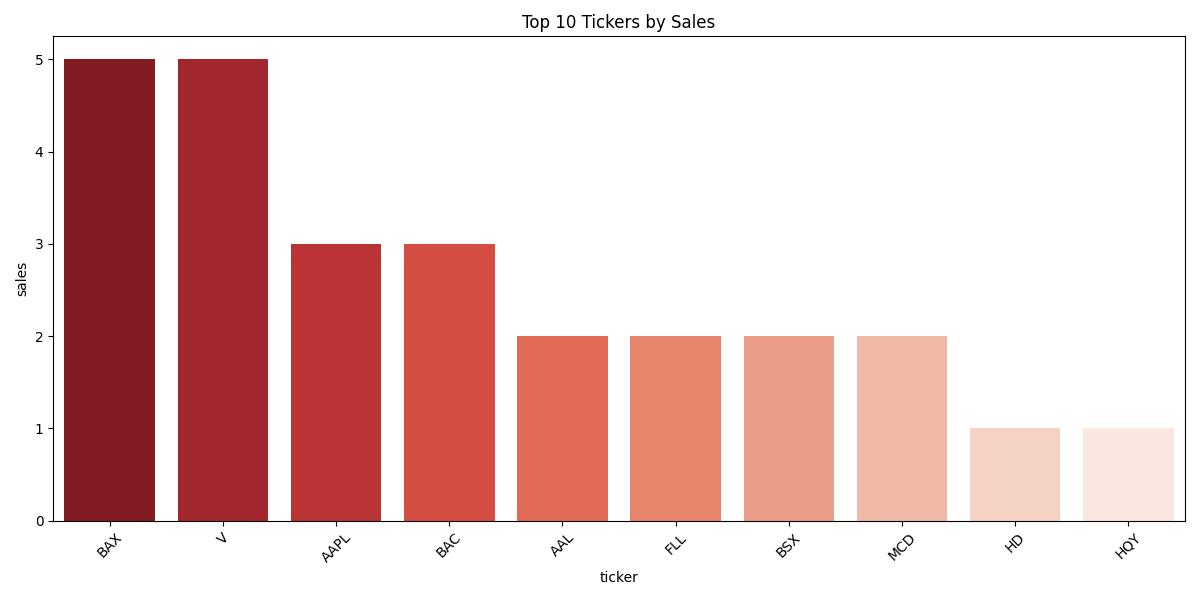 Top 10 Tickers by Sales
sales
5
4
3
2
1
0
BAX
V
AAPL
BAC
AAL
FLL
BSX
MCD
HD
HQY
ticker